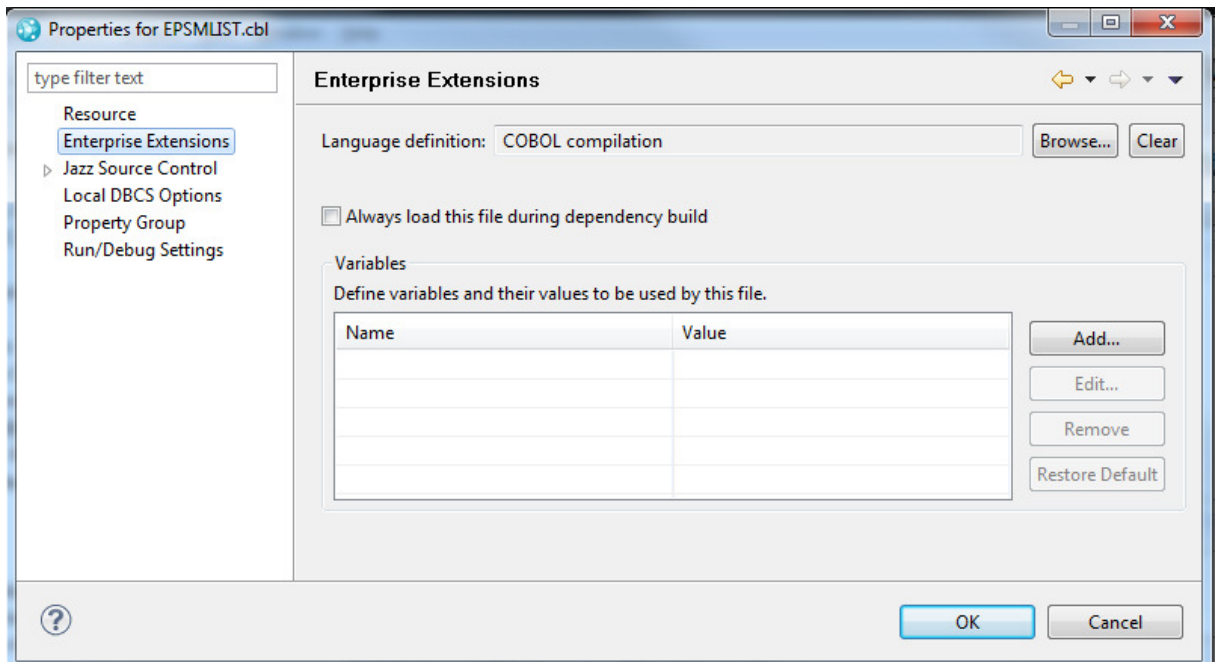 Properties for EPSMLIST.cbl
type filter text
Resource
Enterprise Extensions
Jazz Source Control
Local DBCS Options
Property Group
Run/Debug Settings
Enterprise Extensions
Language definition: COBOL compilation Browse... Clear
Always load this file during dependency build
Variables
Define variables and their values to be used by this file.
Name Value
Add...
Edit...
Remove
Restore Default
? OK Cancel